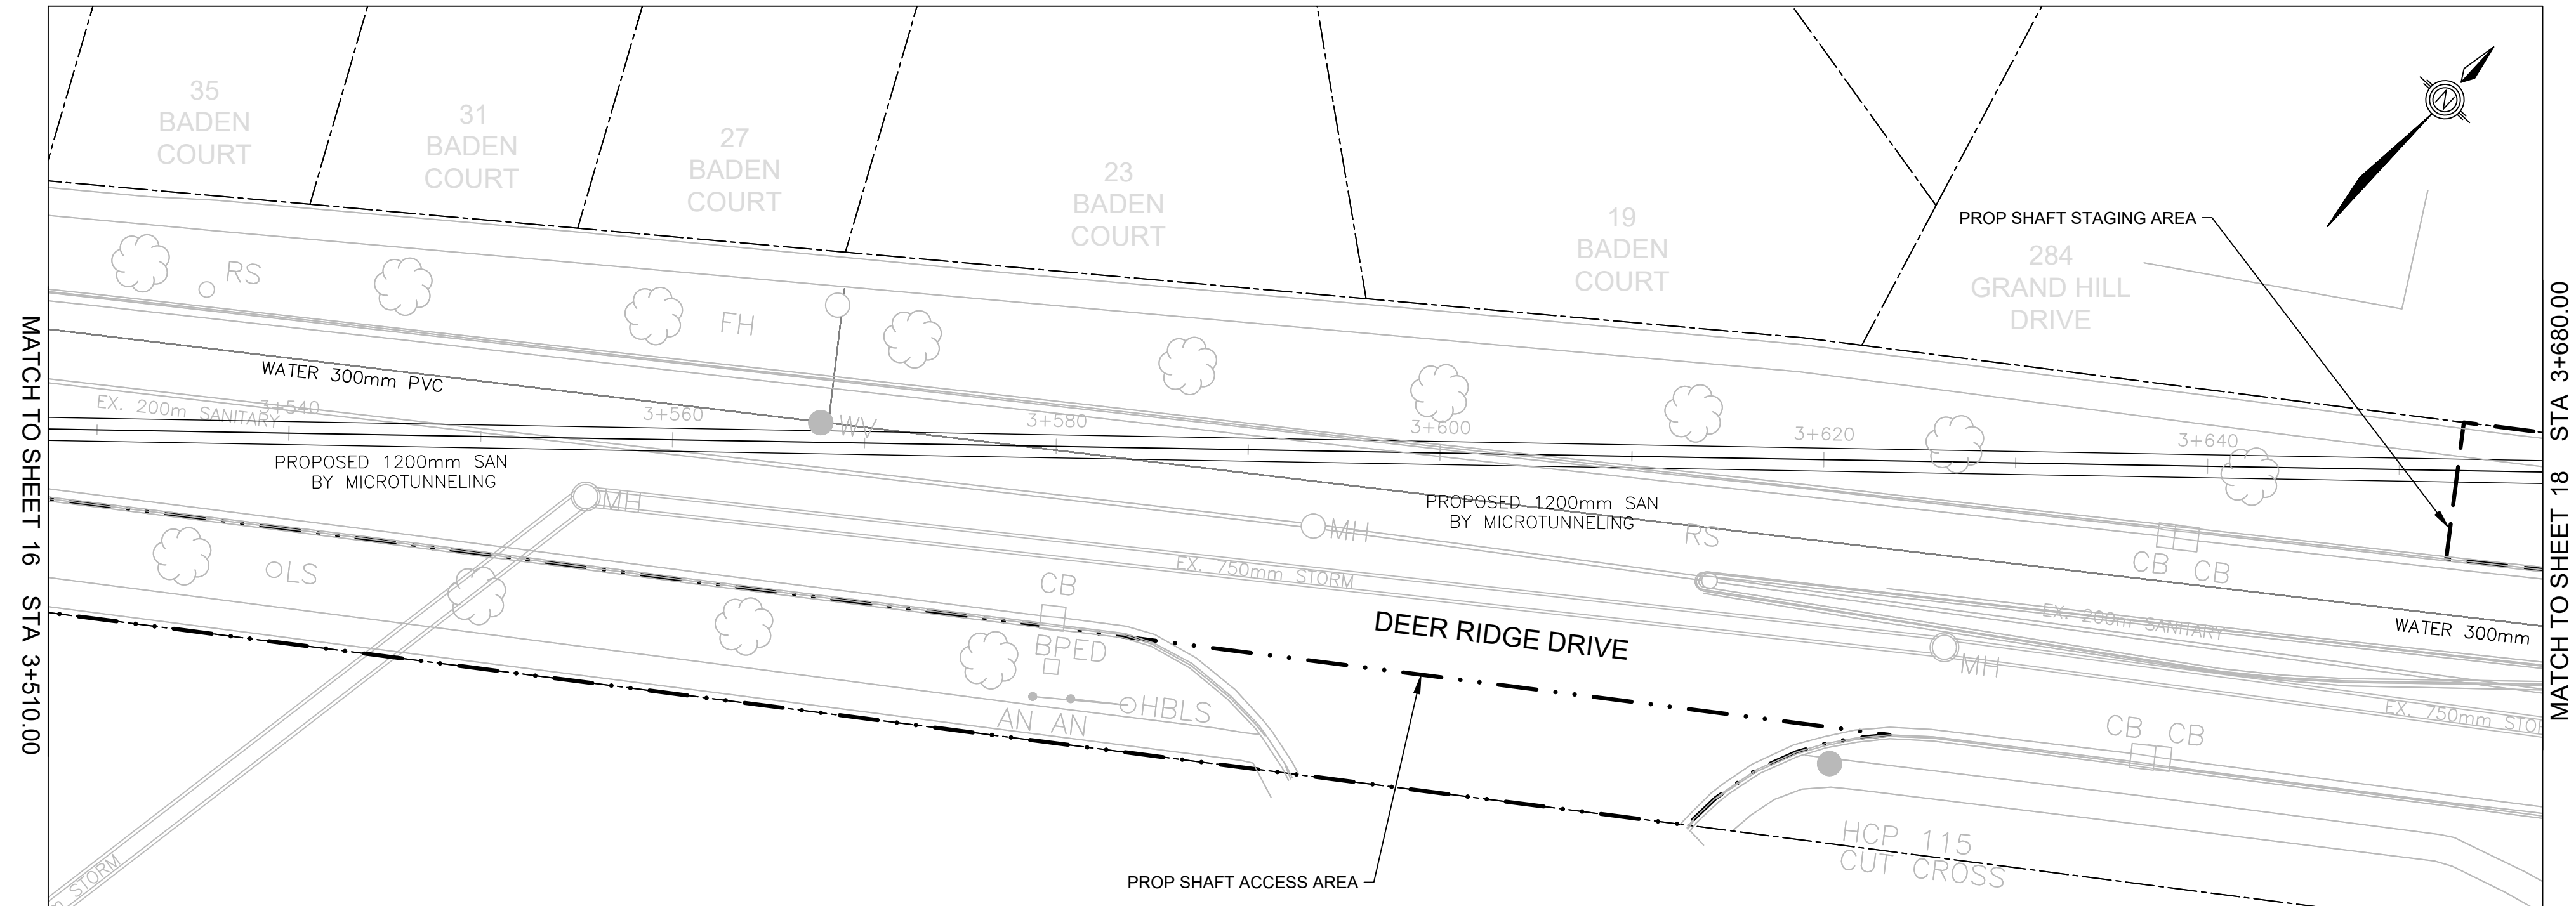 35
BADEN
COURT
31
BADEN
COURT
27
BADEN
COURT
23
BADEN
COURT
19
BADEN
COURT
284
GRAND HILL
DRIVE
N
PROP SHAFT STAGING AREA
RS
FH
WATER 300mm PVC
EX. 200m SANITARY
3+540
3+560
WV
3+580
3+600
3+620
3+640
PROPOSED 1200mm SAN
BY MICROTUNNELING
PROPOSED 1200mm SAN
BY MICROTUNNELING
MH
MH
RS
CB CB
LS
CB
EX. 750mm STORM
EX. 200m SANITARY
WATER 300mm
DEER RIDGE DRIVE
BPED
MH
HBLS
AN AN
EX. 750mm STOR
CB CB
HCP 115
CUT CROSS
STORM
PROP SHAFT ACCESS AREA
MATCH TO SHEET 16 STA 3+510.00
MATCH TO SHEET 18 STA 3+680.00